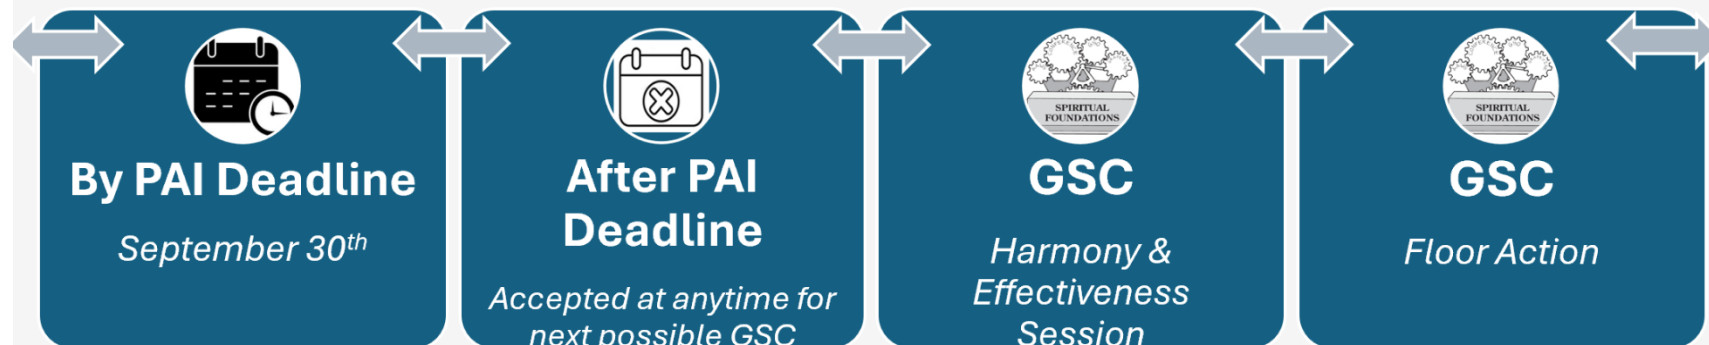 By PAI Deadline
September 30th
After PAI
Deadline
Accepted at anytime for
next possible GSC
SPIRITUAL
FOUNDATIONS
GSC
Harmony &
Effectiveness
Session
SPIRITUAL
FOUNDATIONS
GSC
Floor Action